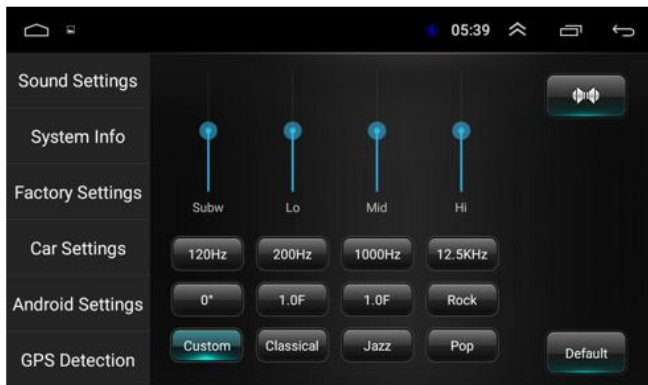 05:39
Sound Settings
System Info
Factory Settings
Car Settings
Android Settings
GPS Detection
Subw Lo Mid Hi
120Hz 200Hz 1000Hz 12.5KHz
0° 1.0F 1.0F Rock
Custom Classical Jazz Pop
Default